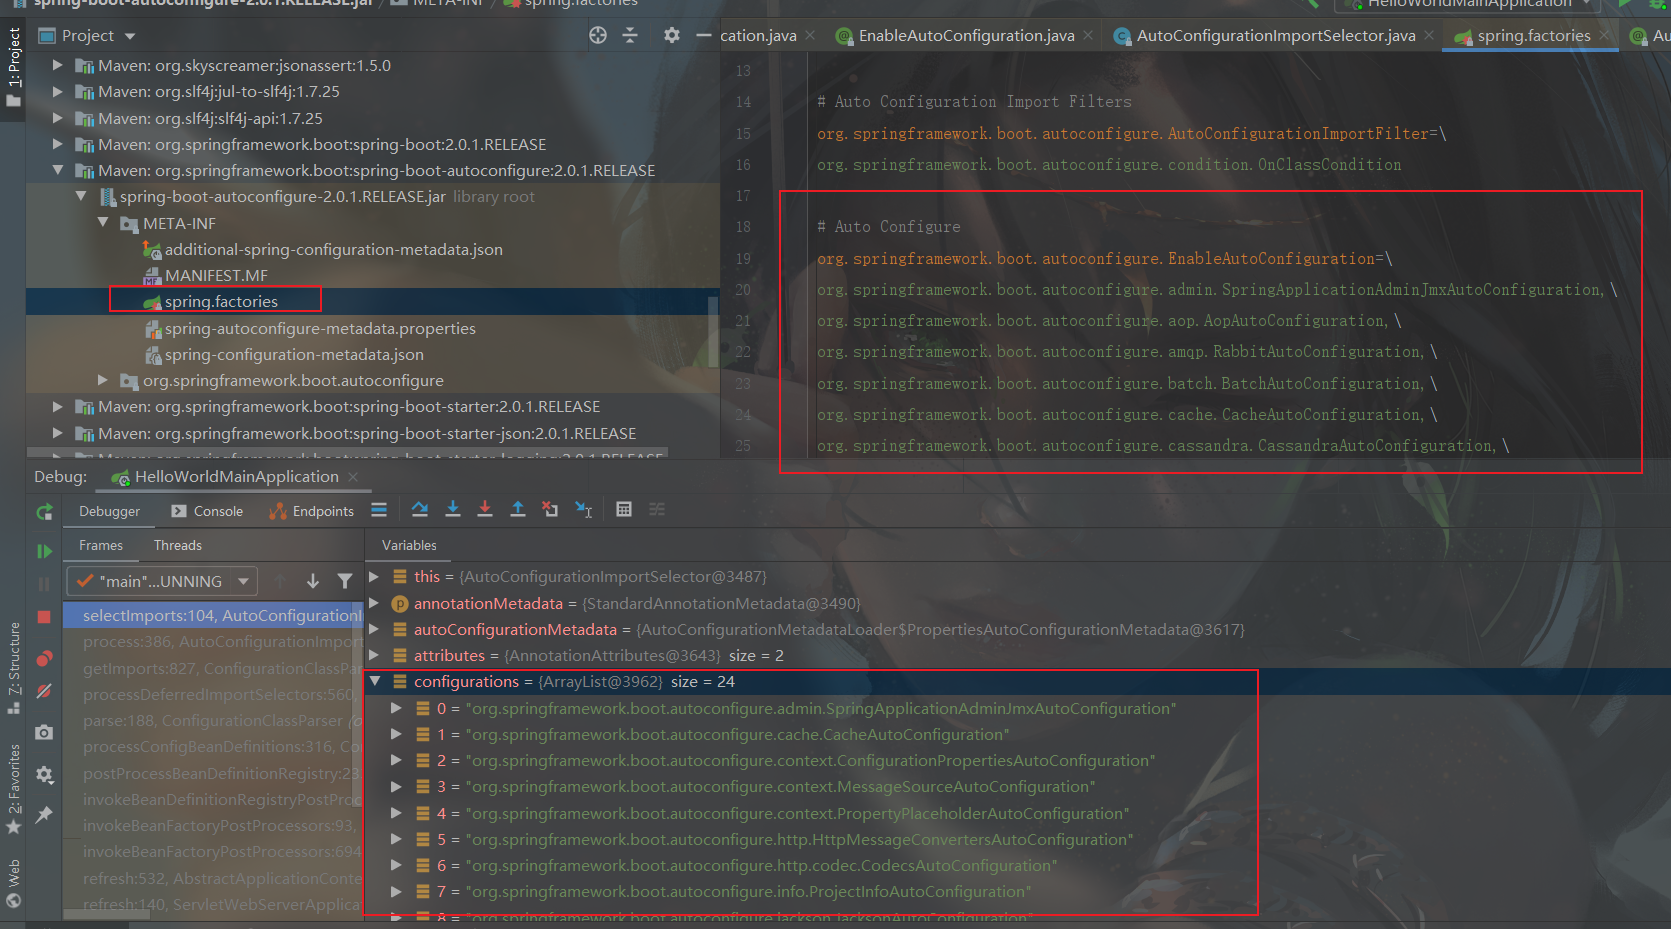 spring-boot-autoconfigure-2.0.1.RELEASE.jar / META-INF / spring.factories
HelloWorldMainApplication
1: Project
Project
cation.java
EnableAutoConfiguration.java
AutoConfigurationImportSelector.java
spring.factories
Au
Maven: org.skyscreamer:jsonassert:1.5.0
Maven: org.slf4j:jul-to-slf4j:1.7.25
Maven: org.slf4j:slf4j-api:1.7.25
Maven: org.springframework.boot:spring-boot:2.0.1.RELEASE
Maven: org.springframework.boot:spring-boot-autoconfigure:2.0.1.RELEASE
spring-boot-autoconfigure-2.0.1.RELEASE.jar library root
META-INF
additional-spring-configuration-metadata.json
MANIFEST.MF
spring.factories
spring-autoconfigure-metadata.properties
spring-configuration-metadata.json
org.springframework.boot.autoconfigure
Maven: org.springframework.boot:spring-boot-starter:2.0.1.RELEASE
Maven: org.springframework.boot:spring-boot-starter-json:2.0.1.RELEASE
Maven: org.springframework.boot:spring-boot-starter-logging:2.0.1.RELEASE
13
14 # Auto Configuration Import Filters
15 org.springframework.boot.autoconfigure.AutoConfigurationImportFilter=\
16 org.springframework.boot.autoconfigure.condition.OnClassCondition
17
18 # Auto Configure
19 org.springframework.boot.autoconfigure.EnableAutoConfiguration=\
20 org.springframework.boot.autoconfigure.admin.SpringApplicationAdminJmxAutoConfiguration,\
21 org.springframework.boot.autoconfigure.aop.AopAutoConfiguration,\
22 org.springframework.boot.autoconfigure.amqp.RabbitAutoConfiguration,\
23 org.springframework.boot.autoconfigure.batch.BatchAutoConfiguration,\
24 org.springframework.boot.autoconfigure.cache.CacheAutoConfiguration,\
25 org.springframework.boot.autoconfigure.cassandra.CassandraAutoConfiguration,\
Debug: HelloWorldMainApplication
Debugger Console Endpoints
Frames Threads
"main"...UNNING
selectImports:104, AutoConfigurationI
process:386, AutoConfigurationImport
getImports:827, ConfigurationClassPar
processDeferredImportSelectors:560,
parse:188, ConfigurationClassParser (o
processConfigBeanDefinitions:316, Co
postProcessBeanDefinitionRegistry:23
invokeBeanDefinitionRegistryPostProc
invokeBeanFactoryPostProcessors:93,
invokeBeanFactoryPostProcessors:694
refresh:532, AbstractApplicationConte
refresh:140, ServletWebServerApplica
Variables
this = {AutoConfigurationImportSelector@3487}
p annotationMetadata = {StandardAnnotationMetadata@3490}
autoConfigurationMetadata = {AutoConfigurationMetadataLoader$PropertiesAutoConfigurationMetadata@3617}
attributes = {AnnotationAttributes@3643} size = 2
configurations = {ArrayList@3962} size = 24
0 = "org.springframework.boot.autoconfigure.admin.SpringApplicationAdminJmxAutoConfiguration"
1 = "org.springframework.boot.autoconfigure.cache.CacheAutoConfiguration"
2 = "org.springframework.boot.autoconfigure.context.ConfigurationPropertiesAutoConfiguration"
3 = "org.springframework.boot.autoconfigure.context.MessageSourceAutoConfiguration"
4 = "org.springframework.boot.autoconfigure.context.PropertyPlaceholderAutoConfiguration"
5 = "org.springframework.boot.autoconfigure.http.HttpMessageConvertersAutoConfiguration"
6 = "org.springframework.boot.autoconfigure.http.codec.CodecsAutoConfiguration"
7 = "org.springframework.boot.autoconfigure.info.ProjectInfoAutoConfiguration"
8 = "org.springframework.boot.autoconfigure.jackson.JacksonAutoConfiguration"
7: Structure
2: Favorites
Web